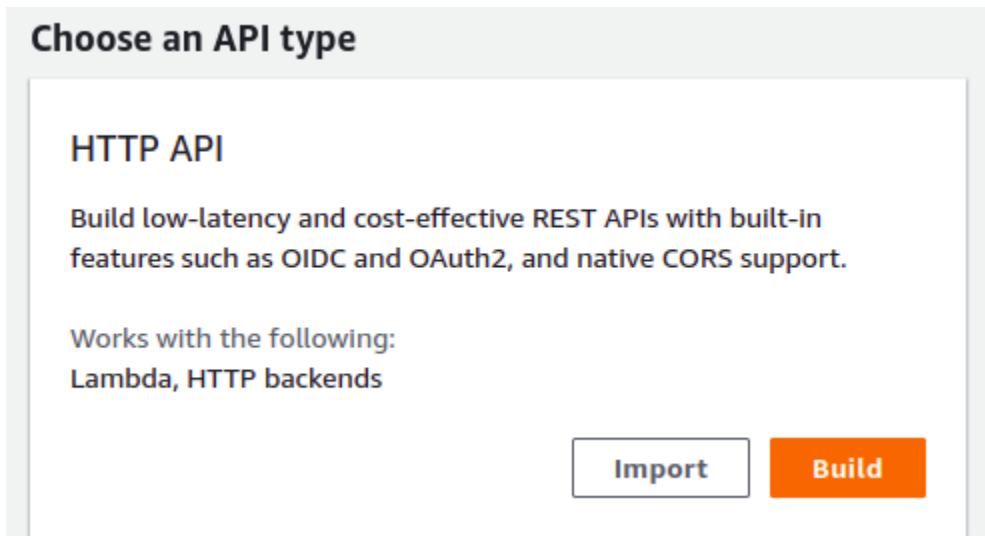 Choose an API type
HTTP API
Build low-latency and cost-effective REST APIs with built-in
features such as OIDC and OAuth2, and native CORS support.
Works with the following:
Lambda, HTTP backends
Import
Build